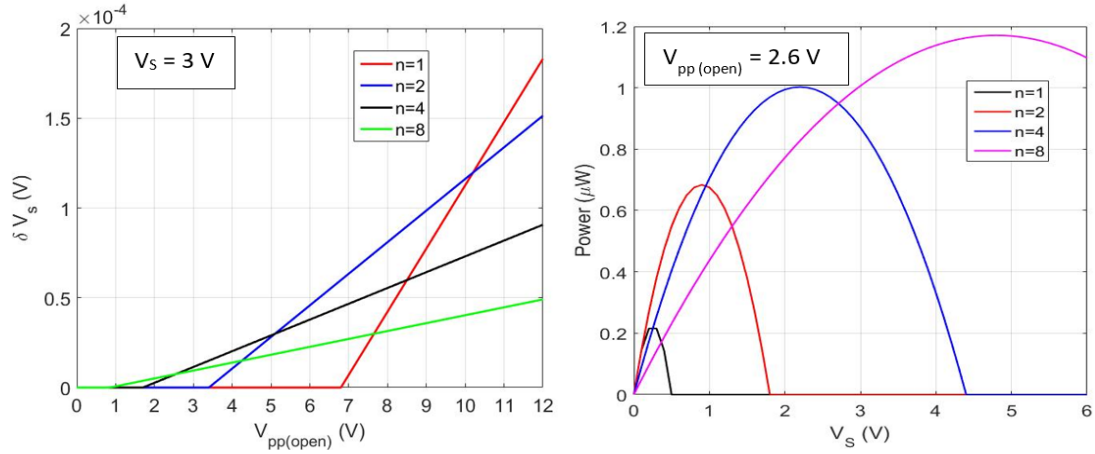 ×10⁻⁴
2
1.5
1
0.5
0
δ Vₛ (V)
V_S = 3 V
n=1
n=2
n=4
n=8
0 1 2 3 4 5 6 7 8 9 10 11 12
V_pp(open) (V)
1.2
1
0.8
0.6
0.4
0.2
0
Power (μW)
V_pp (open) = 2.6 V
n=1
n=2
n=4
n=8
0 1 2 3 4 5 6
V_S (V)